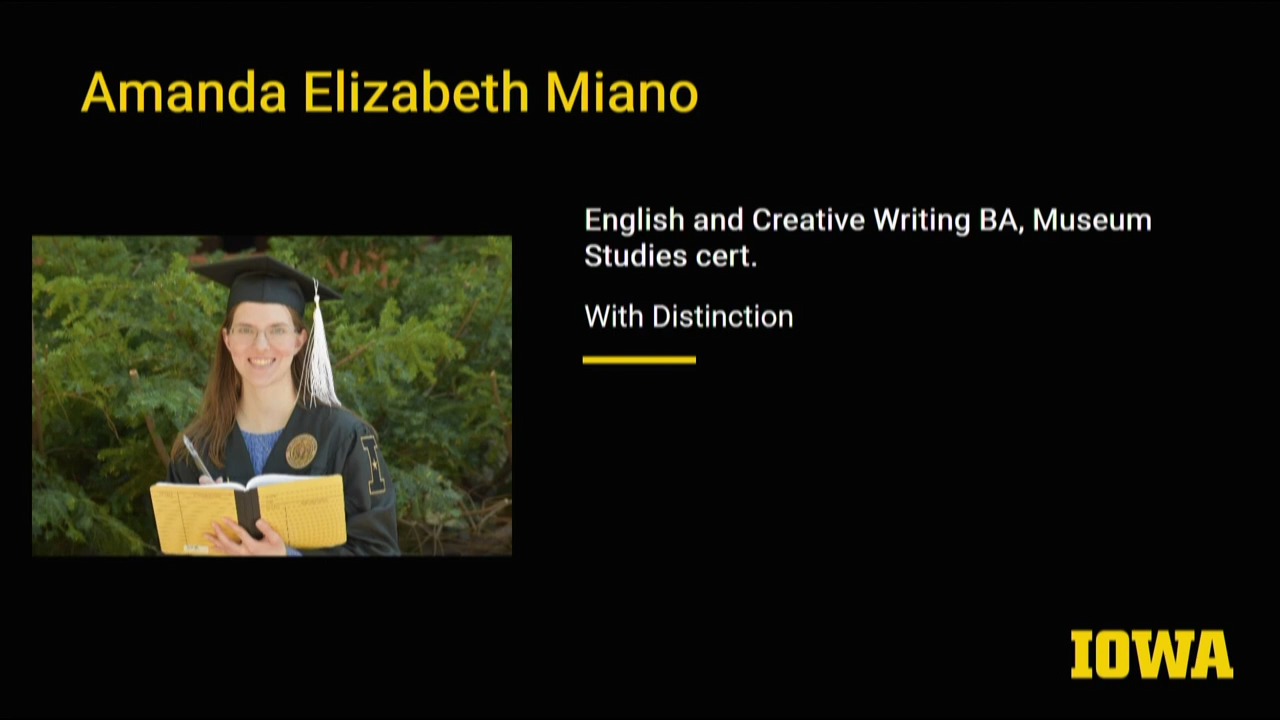 Amanda Elizabeth Miano
English and Creative Writing BA, Museum
Studies cert.
With Distinction
I
IOWA